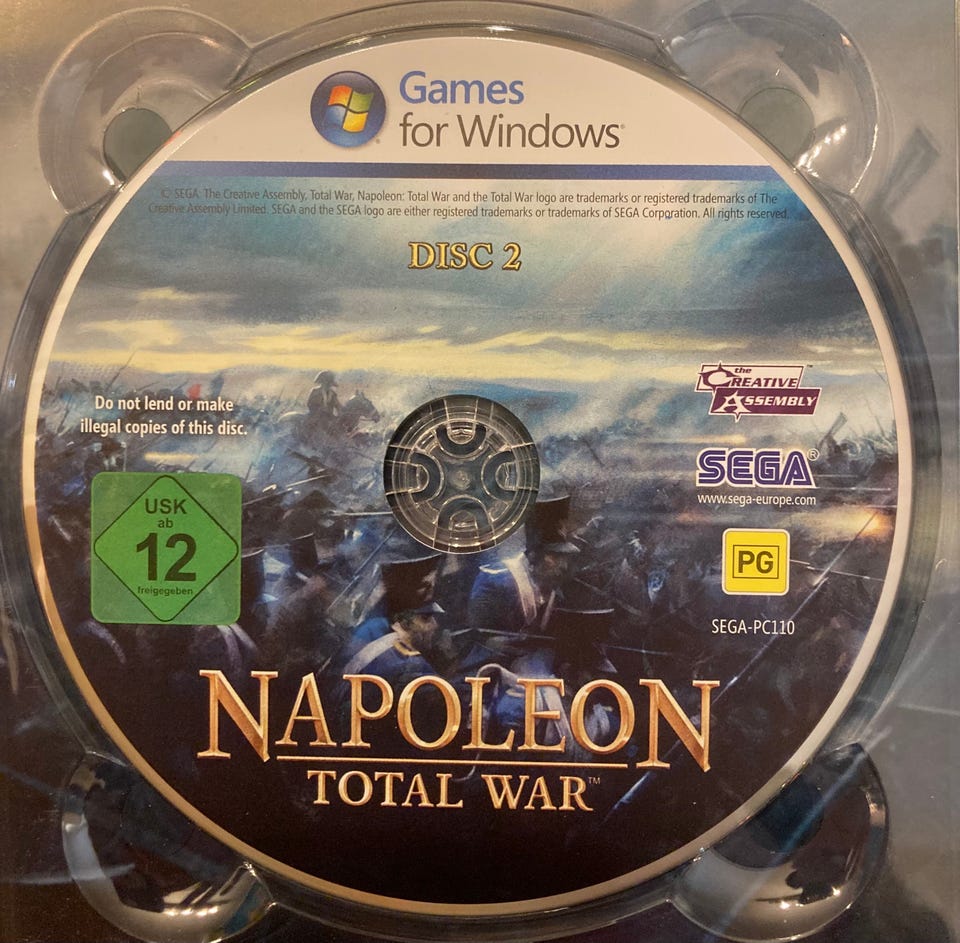 Games
for Windows®
© SEGA. The Creative Assembly, Total War, Napoleon: Total War and the Total War logo are trademarks or registered trademarks of The
Creative Assembly Limited. SEGA and the SEGA logo are either registered trademarks or trademarks of SEGA Corporation. All rights reserved.
DISC 2
the
CREATIVE
ASSEMBLY™
Do not lend or make
illegal copies of this disc.
SEGA®
www.sega-europe.com
USK
ab
12
freigegeben
PG
SEGA-PC110
NAPOLEON
TOTAL WAR™